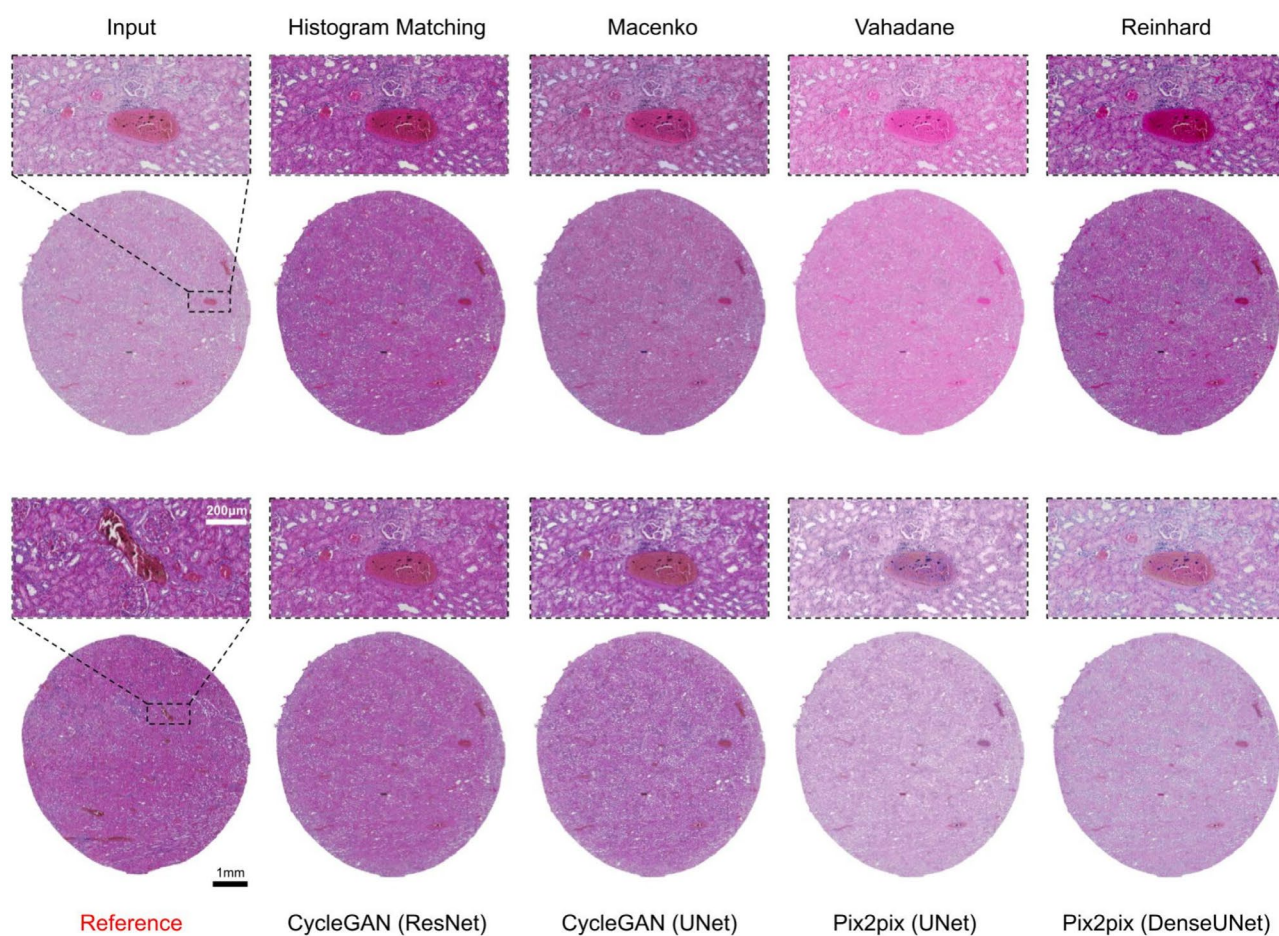 Input
Histogram Matching
Macenko
Vahadane
Reinhard
200μm
1mm
Reference
CycleGAN (ResNet)
CycleGAN (UNet)
Pix2pix (UNet)
Pix2pix (DenseUNet)